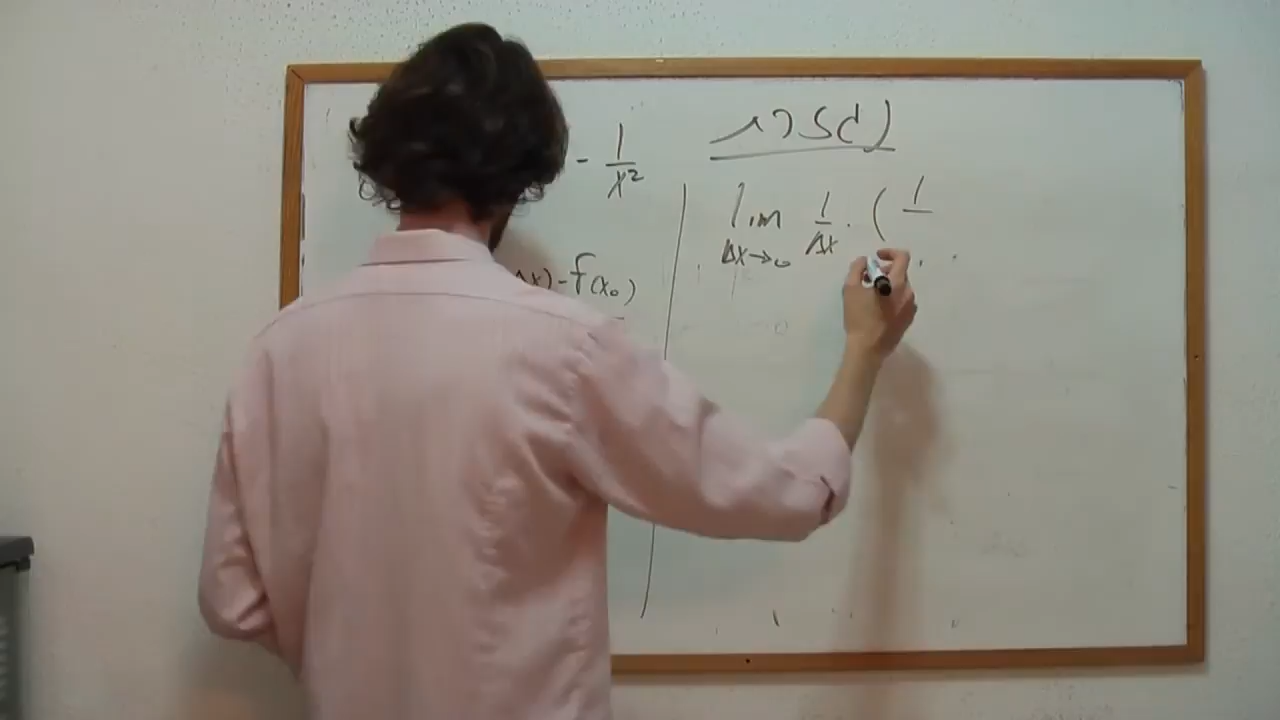 - 1/x²
Δx) - f(x₀)
lim 1/Δx · ( 1
Δx→0